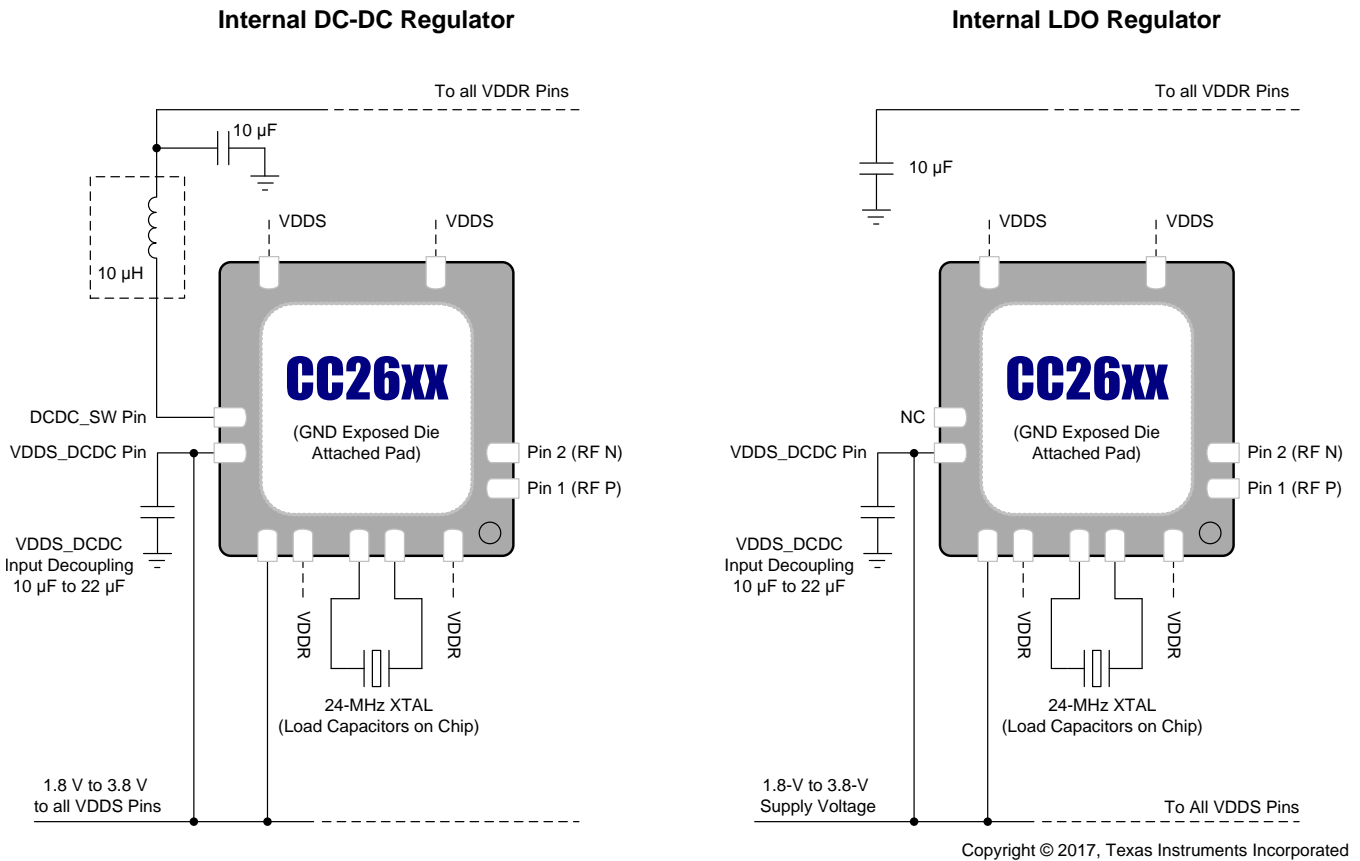 Internal DC-DC Regulator
To all VDDR Pins
10 µF
10 µH
VDDS
VDDS
CC26xx
(GND Exposed Die
Attached Pad)
DCDC_SW Pin
VDDS_DCDC Pin
Pin 2 (RF N)
Pin 1 (RF P)
VDDS_DCDC
Input Decoupling
10 µF to 22 µF
VDDR
VDDR
24-MHz XTAL
(Load Capacitors on Chip)
1.8 V to 3.8 V
to all VDDS Pins
Internal LDO Regulator
To all VDDR Pins
10 µF
VDDS
VDDS
CC26xx
(GND Exposed Die
Attached Pad)
NC
VDDS_DCDC Pin
Pin 2 (RF N)
Pin 1 (RF P)
VDDS_DCDC
Input Decoupling
10 µF to 22 µF
VDDR
VDDR
24-MHz XTAL
(Load Capacitors on Chip)
1.8-V to 3.8-V
Supply Voltage
To All VDDS Pins
Copyright © 2017, Texas Instruments Incorporated